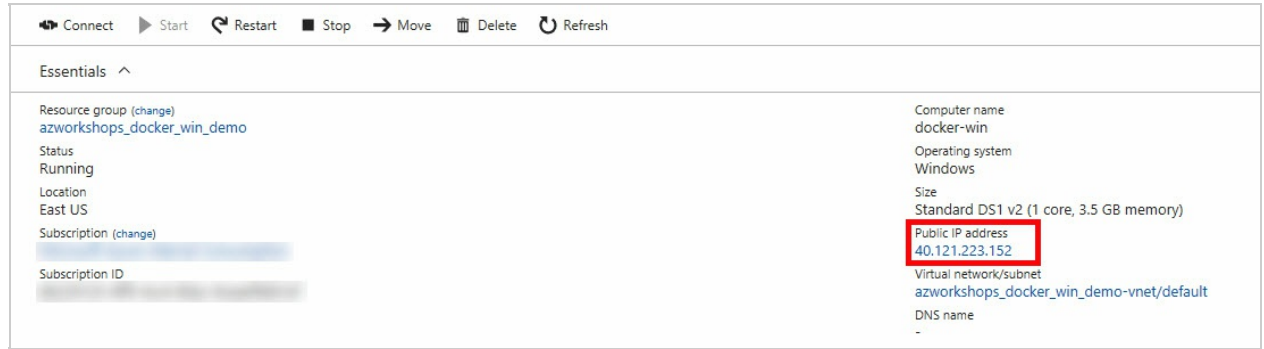 Connect Start Restart Stop Move Delete Refresh
Essentials
Resource group (change)
azworkshops_docker_win_demo
Status
Running
Location
East US
Subscription (change)
Subscription ID
Computer name
docker-win
Operating system
Windows
Size
Standard DS1 v2 (1 core, 3.5 GB memory)
Public IP address
40.121.223.152
Virtual network/subnet
azworkshops_docker_win_demo-vnet/default
DNS name
-